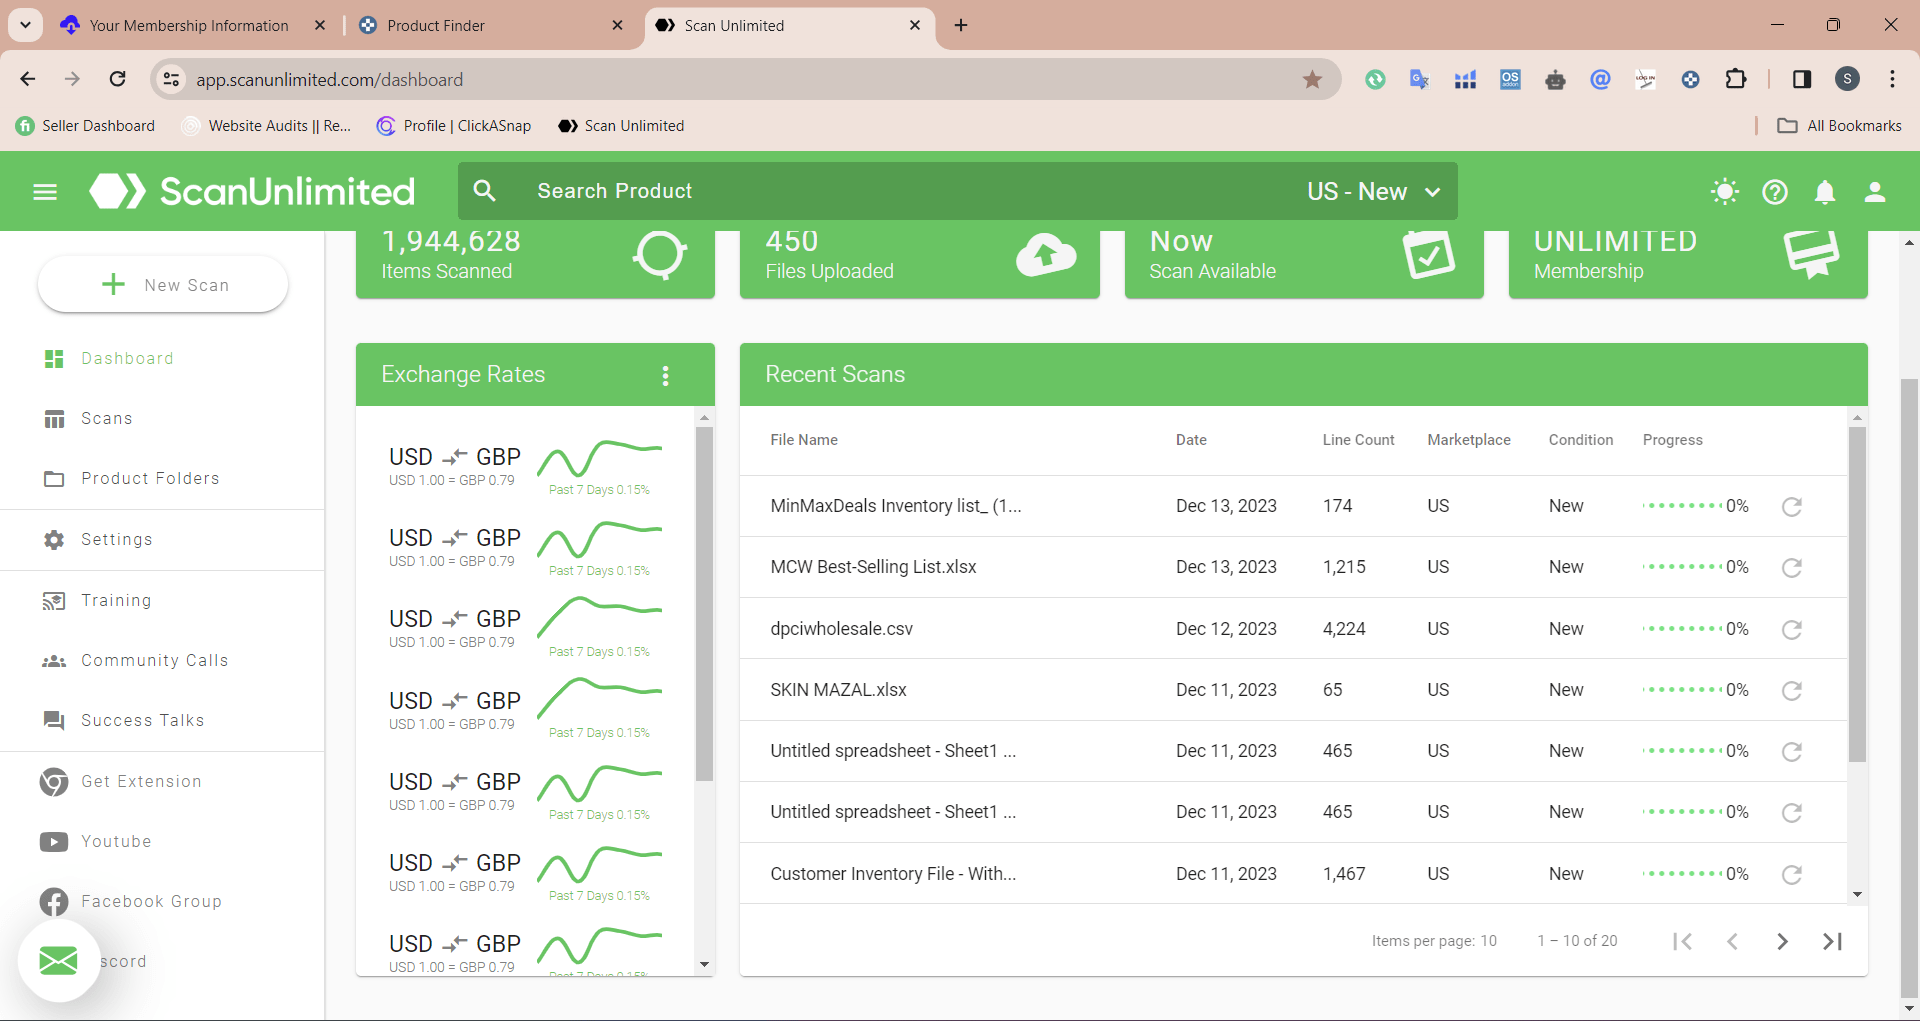 Your Membership Information
Product Finder
Scan Unlimited
app.scanunlimited.com/dashboard
S
Seller Dashboard
Website Audits || Re...
Profile | ClickASnap
Scan Unlimited
All Bookmarks
ScanUnlimited
Search Product
US - New
New Scan
Dashboard
Scans
Product Folders
Settings
Training
Community Calls
Success Talks
Get Extension
Youtube
Facebook Group
scord
1,944,628
Items Scanned
450
Files Uploaded
Now
Scan Available
UNLIMITED
Membership
Exchange Rates
USD GBP
USD 1.00 = GBP 0.79
Past 7 Days 0.15%
USD GBP
USD 1.00 = GBP 0.79
Past 7 Days 0.15%
USD GBP
USD 1.00 = GBP 0.79
Past 7 Days 0.15%
USD GBP
USD 1.00 = GBP 0.79
Past 7 Days 0.15%
USD GBP
USD 1.00 = GBP 0.79
Past 7 Days 0.15%
USD GBP
USD 1.00 = GBP 0.79
Past 7 Days 0.15%
USD GBP
USD 1.00 = GBP 0.79
Past 7 Days 0.15%
Recent Scans
File Name Date Line Count Marketplace Condition Progress
MinMaxDeals Inventory list_ (1... Dec 13, 2023 174 US New 0%
MCW Best-Selling List.xlsx Dec 13, 2023 1,215 US New 0%
dpciwholesale.csv Dec 12, 2023 4,224 US New 0%
SKIN MAZAL.xlsx Dec 11, 2023 65 US New 0%
Untitled spreadsheet - Sheet1 ... Dec 11, 2023 465 US New 0%
Untitled spreadsheet - Sheet1 ... Dec 11, 2023 465 US New 0%
Customer Inventory File - With... Dec 11, 2023 1,467 US New 0%
Items per page: 10 1 – 10 of 20